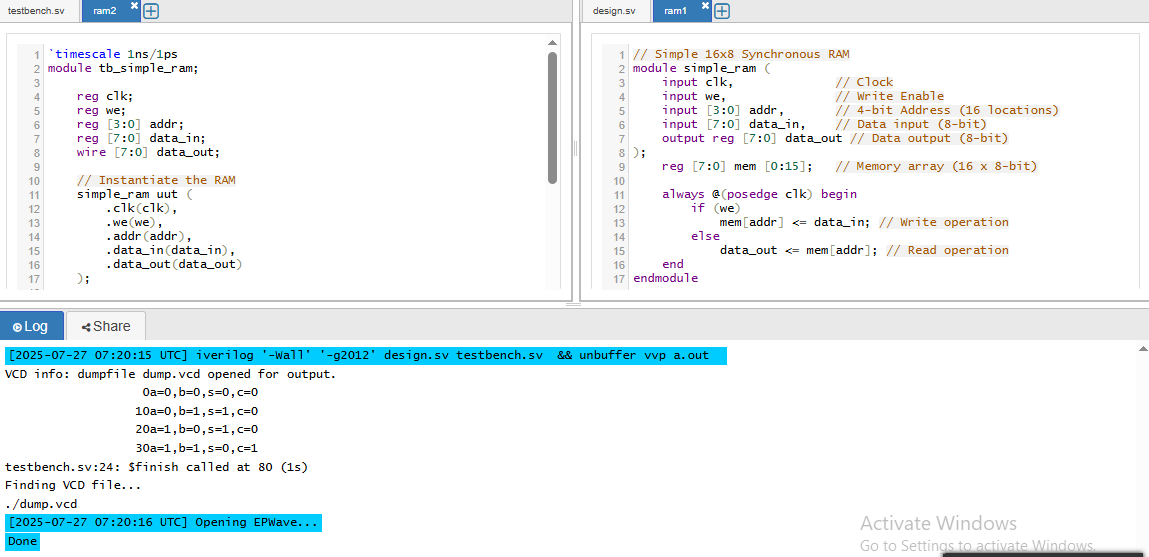 testbench.sv ram2
1 `timescale 1ns/1ps
2 module tb_simple_ram;
3
4 reg clk;
5 reg we;
6 reg [3:0] addr;
7 reg [7:0] data_in;
8 wire [7:0] data_out;
9
10 // Instantiate the RAM
11 simple_ram uut (
12 .clk(clk),
13 .we(we),
14 .addr(addr),
15 .data_in(data_in),
16 .data_out(data_out)
17 );
design.sv ram1
1 // Simple 16x8 Synchronous RAM
2 module simple_ram (
3 input clk, // Clock
4 input we, // Write Enable
5 input [3:0] addr, // 4-bit Address (16 locations)
6 input [7:0] data_in, // Data input (8-bit)
7 output reg [7:0] data_out // Data output (8-bit)
8 );
9 reg [7:0] mem [0:15]; // Memory array (16 x 8-bit)
10
11 always @(posedge clk) begin
12 if (we)
13 mem[addr] <= data_in; // Write operation
14 else
15 data_out <= mem[addr]; // Read operation
16 end
17 endmodule
Log Share
[2025-07-27 07:20:15 UTC] iverilog '-Wall' '-g2012' design.sv testbench.sv && unbuffer vvp a.out
VCD info: dumpfile dump.vcd opened for output.
0a=0,b=0,s=0,c=0
10a=0,b=1,s=1,c=0
20a=1,b=0,s=1,c=0
30a=1,b=1,s=0,c=1
testbench.sv:24: $finish called at 80 (1s)
Finding VCD file...
./dump.vcd
[2025-07-27 07:20:16 UTC] Opening EPWave...
Done
Activate Windows
Go to Settings to activate Windows.